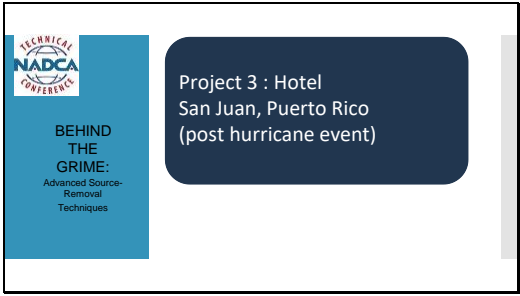 TECHNICAL
NADCA
CONFERENCE
BEHIND
THE
GRIME:
Advanced Source-
Removal
Techniques
Project 3 : Hotel
San Juan, Puerto Rico
(post hurricane event)